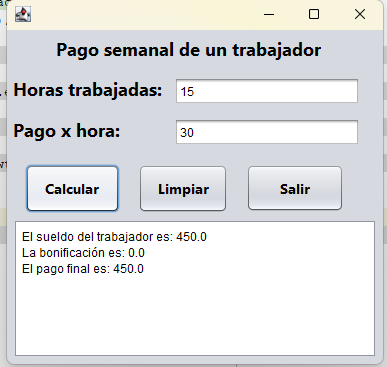 Pago semanal de un trabajador
Horas trabajadas: 15
Pago x hora: 30
Calcular Limpiar Salir
El sueldo del trabajador es: 450.0
La bonificación es: 0.0
El pago final es: 450.0